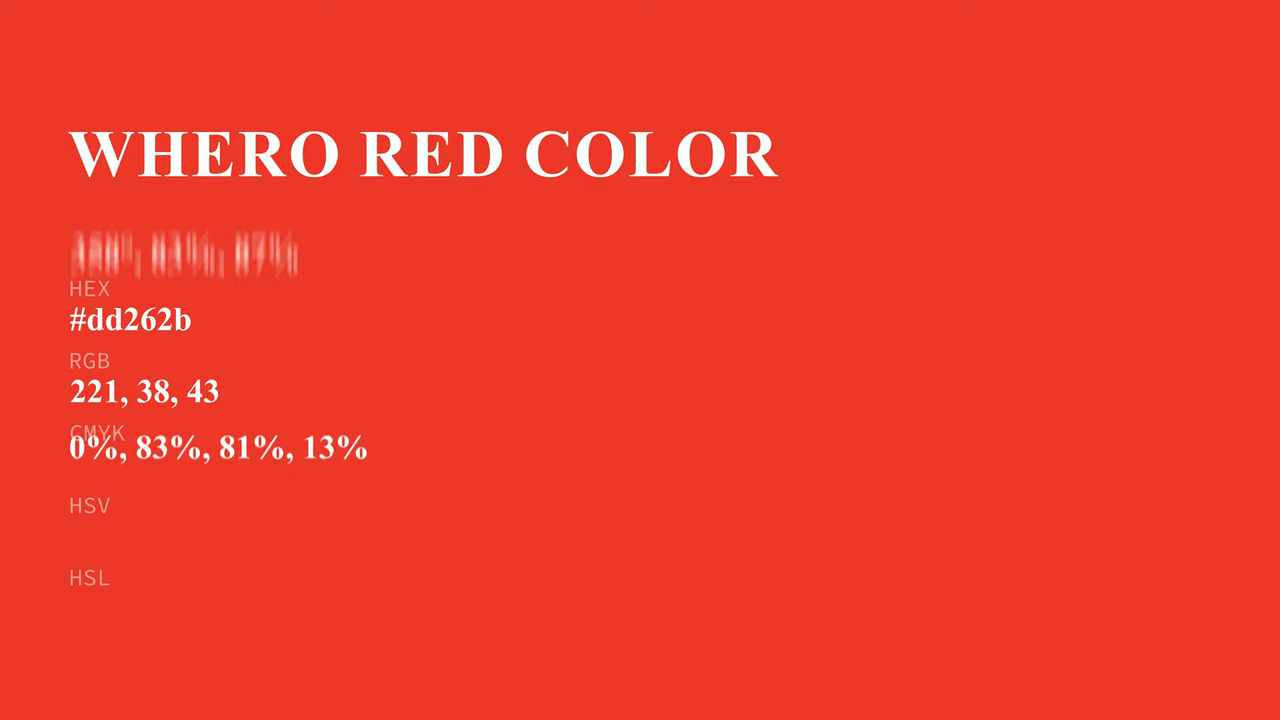 WHERO RED COLOR
HEX
#dd262b
RGB
221, 38, 43
CMYK
0%, 83%, 81%, 13%
HSV
HSL